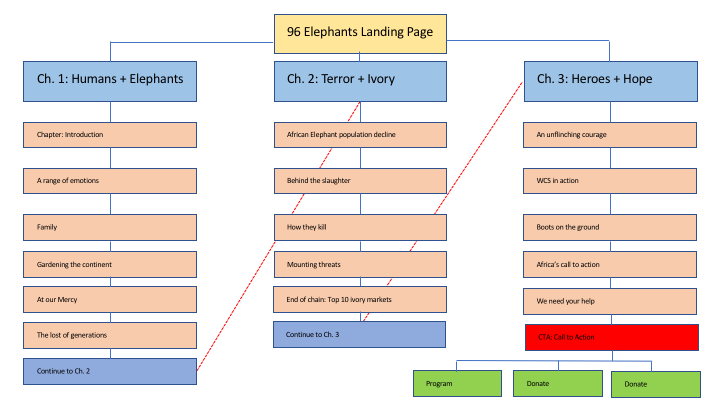 96 Elephants Landing Page
Ch. 1: Humans + Elephants
Chapter: Introduction
A range of emotions
Family
Gardening the continent
At our Mercy
The lost of generations
Continue to Ch. 2
Ch. 2: Terror + Ivory
African Elephant population decline
Behind the slaughter
How they kill
Mounting threats
End of chain: Top 10 ivory markets
Continue to Ch. 3
Ch. 3: Heroes + Hope
An unflinching courage
WCS in action
Boots on the ground
Africa's call to action
We need your help
CTA: Call to Action
Program
Donate
Donate